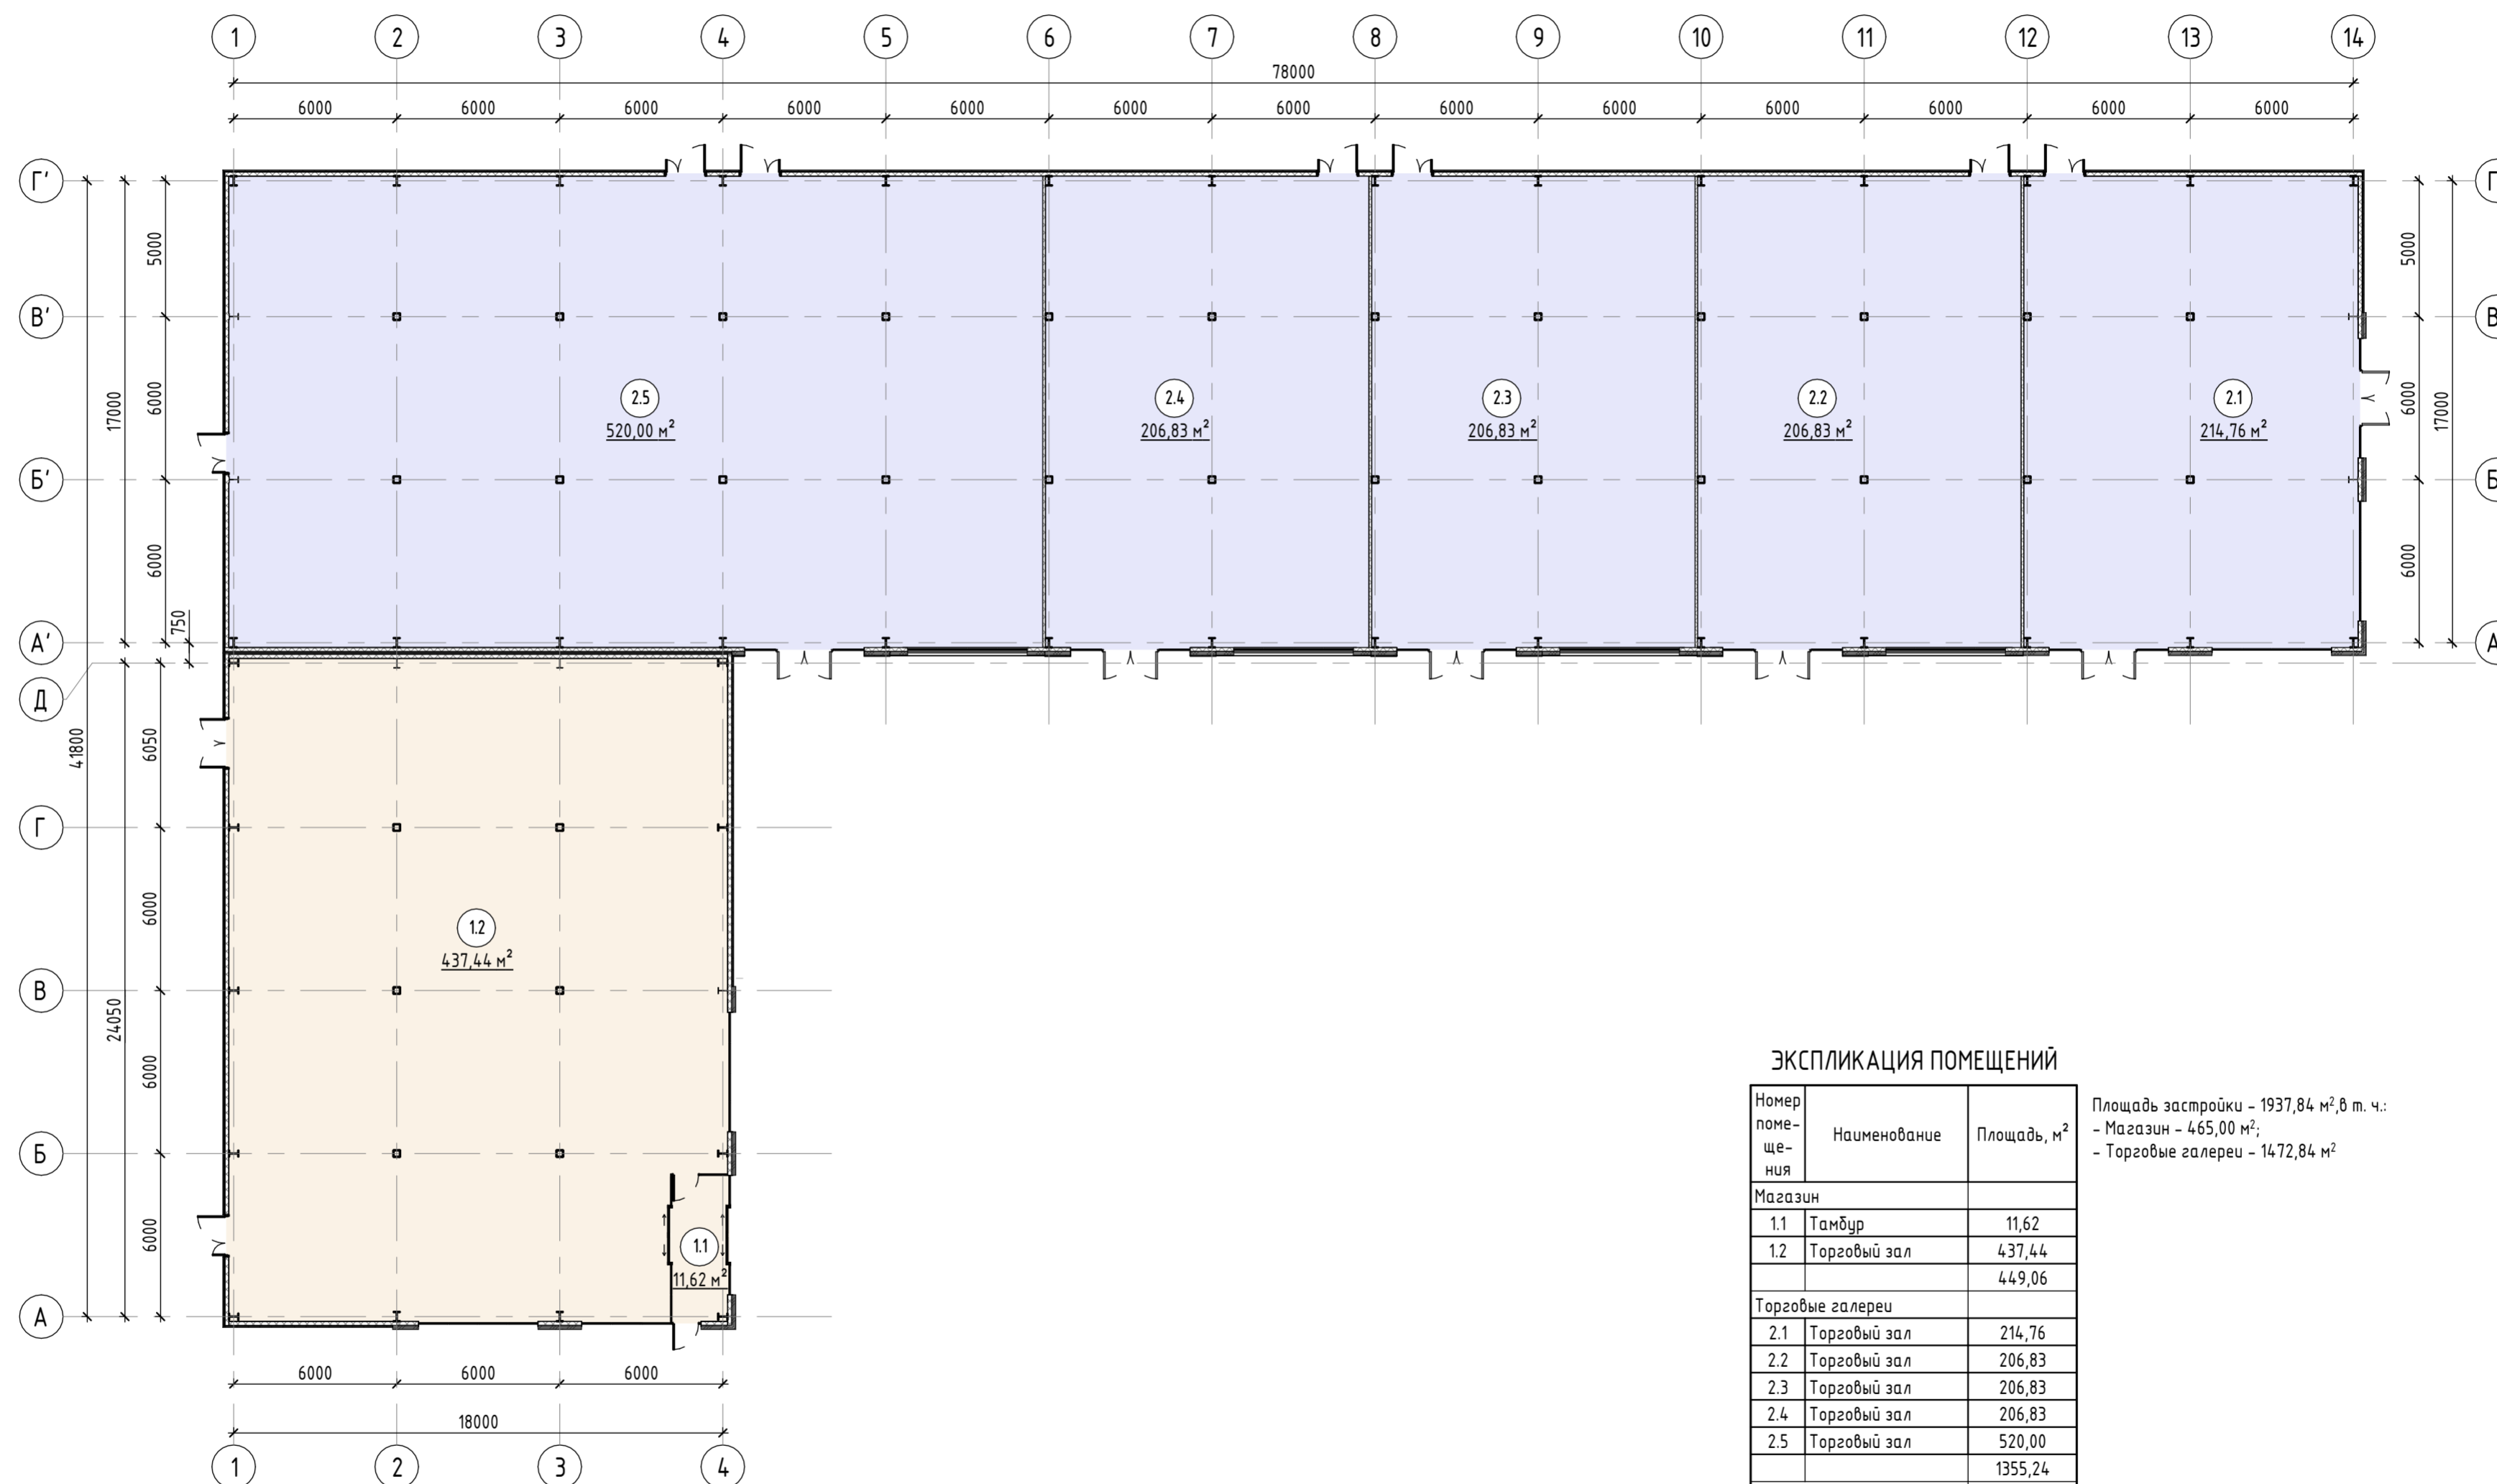 1 2 3 4 5 6 7 8 9 10 11 12 13 14
78000
6000 6000 6000 6000 6000 6000 6000 6000 6000 6000 6000 6000 6000
Г'
Г
5000
5000
В'
В
17000
6000
2.5
2.4
2.3
2.2
2.1
6000
17000
520,00 м²
206,83 м²
206,83 м²
206,83 м²
214,76 м²
Б'
Б
6000
6000
750
А'
А
Д
41800
6050
Г
6000
1.2
437,44 м²
В
24050
6000
Б
6000
1.1
11,62 м²
А
6000 6000 6000
18000
1 2 3 4
ЭКСПЛИКАЦИЯ ПОМЕЩЕНИЙ
Номер
поме-
ще-
ния
Наименование
Площадь, м²
Магазин
1.1 Тамбур 11,62
1.2 Торговый зал 437,44
449,06
Торговые галереи
2.1 Торговый зал 214,76
2.2 Торговый зал 206,83
2.3 Торговый зал 206,83
2.4 Торговый зал 206,83
2.5 Торговый зал 520,00
1355,24
Площадь застройки - 1937,84 м²,в т. ч.:
- Магазин - 465,00 м²;
- Торговые галереи - 1472,84 м²